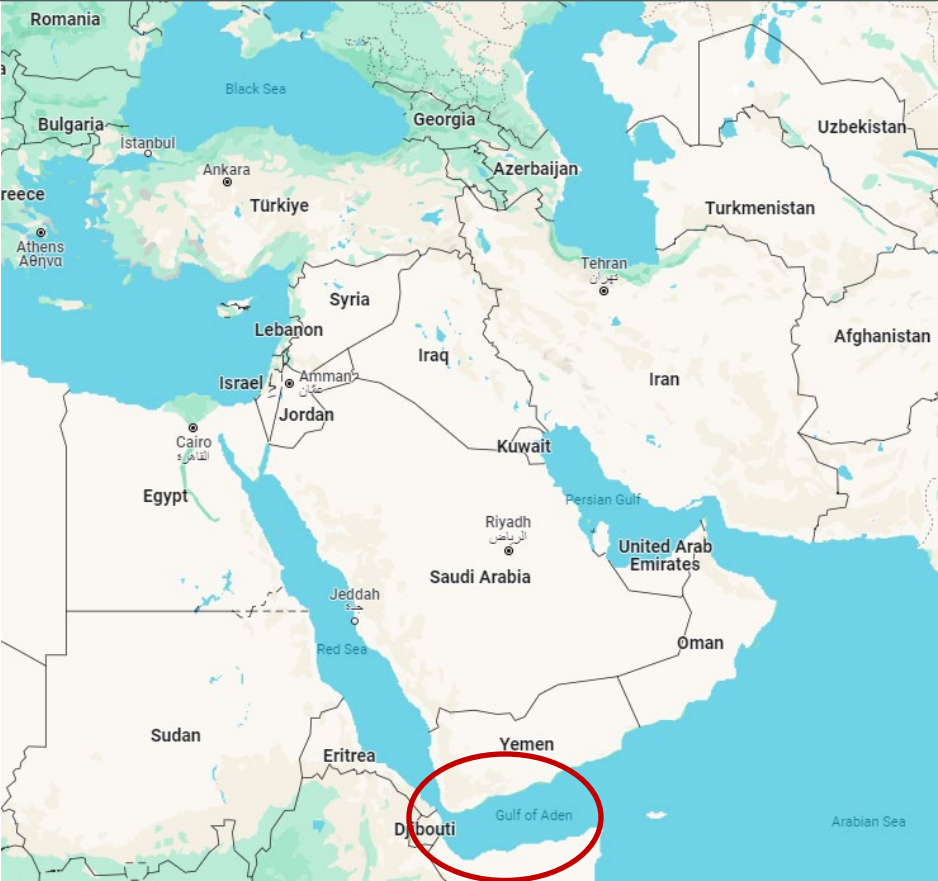 Romania
a
Black Sea
Bulgaria
Istanbul
Georgia
Uzbekistan
Ankara
Azerbaijan
reece
Türkiye
Turkmenistan
Athens
Αθήνα
Tehran
تهران
Syria
Lebanon
Afghanistan
Iraq
Israel
Amman
عمّان
Iran
Jordan
Cairo
القاهرة
Kuwait
Egypt
Persian Gulf
Riyadh
الرياض
United Arab
Emirates
Saudi Arabia
Jeddah
جدة
Red Sea
Oman
Sudan
Yemen
Eritrea
Gulf of Aden
Djibouti
Arabian Sea